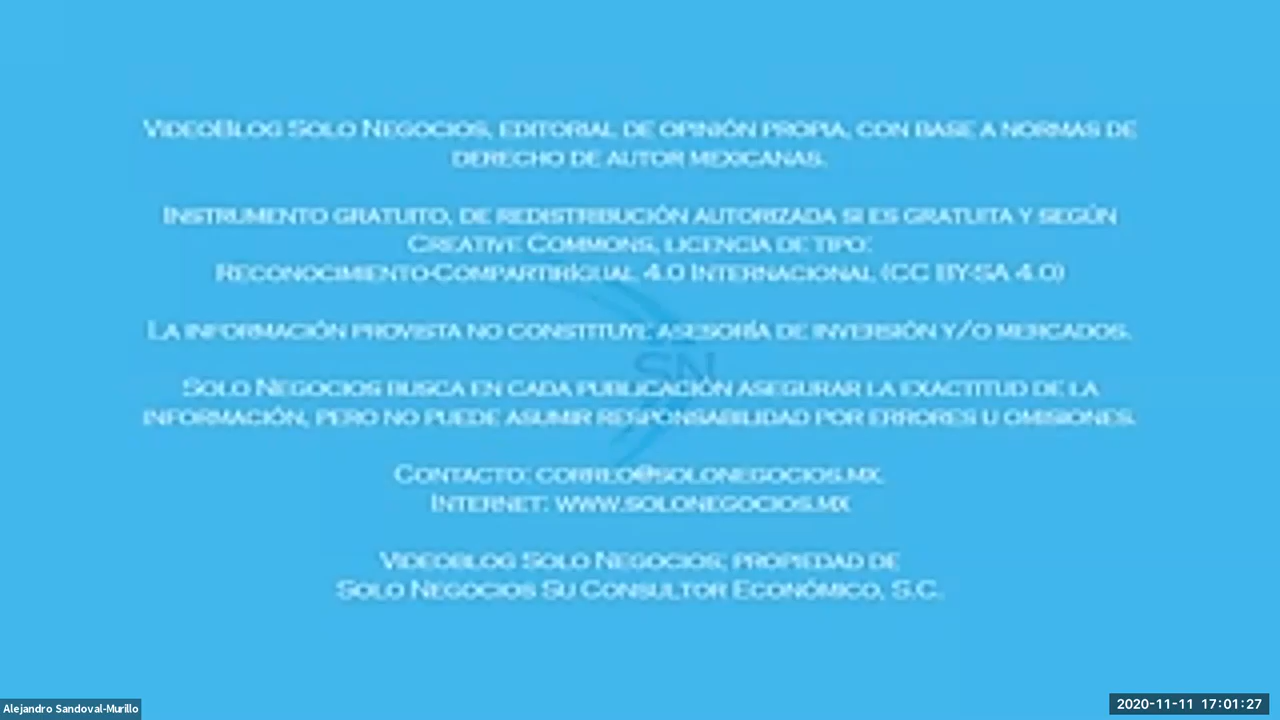 VideoBlog Solo Negocios, editorial de opinión propia, con base a normas de
derecho de autor mexicanas.
Instrumento gratuito, de redistribución autorizada si es gratuita y según
Creative Commons, licencia de tipo:
Reconocimiento-CompartirIgual 4.0 Internacional (CC BY-SA 4.0)
La información provista no constituye asesoría de inversión y/o mercados.
SN
Solo Negocios busca en cada publicación asegurar la exactitud de la
información, pero no puede asumir responsabilidad por errores u omisiones.
Contacto: correo@solonegocios.mx
Internet: www.solonegocios.mx
Videoblog Solo Negocios; propiedad de
Solo Negocios Su Consultor Económico, S.C.
Alejandro Sandoval-Murillo
2020-11-11 17:01:27